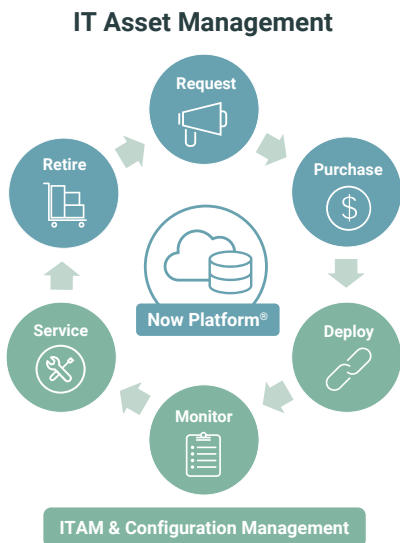 IT Asset Management
Request
Purchase
$
Deploy
Monitor
Service
Retire
Now Platform®
ITAM & Configuration Management